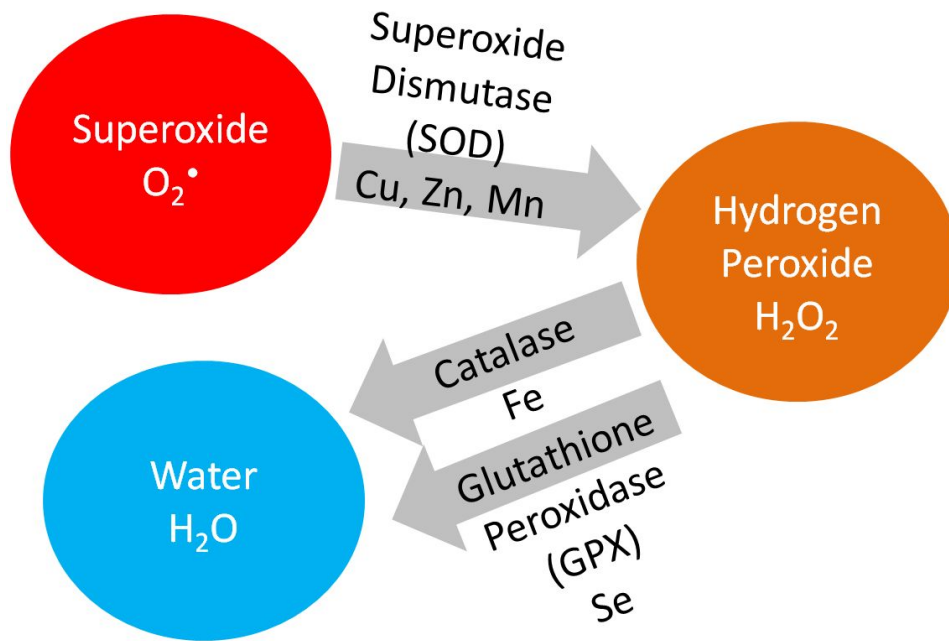 Superoxide
O₂•
Superoxide
Dismutase
(SOD)
Cu, Zn, Mn
Hydrogen
Peroxide
H₂O₂
Catalase
Fe
Glutathione
Peroxidase
(GPX)
Se
Water
H₂O